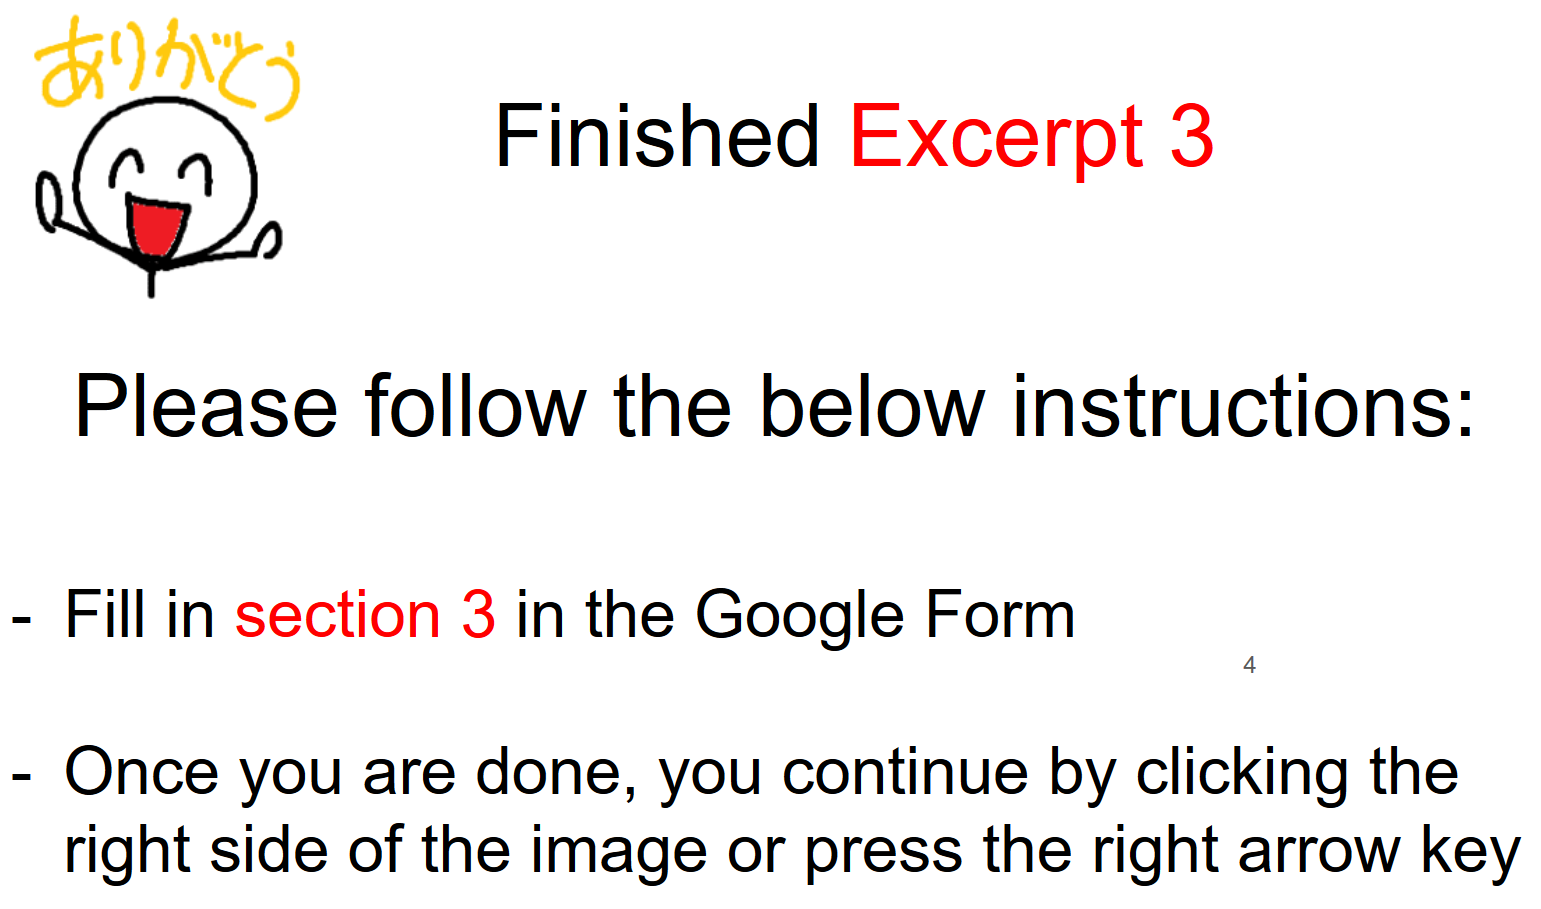 ありがとう
Finished Excerpt 3
Please follow the below instructions:
- Fill in section 3 in the Google Form
4
- Once you are done, you continue by clicking the
right side of the image or press the right arrow key